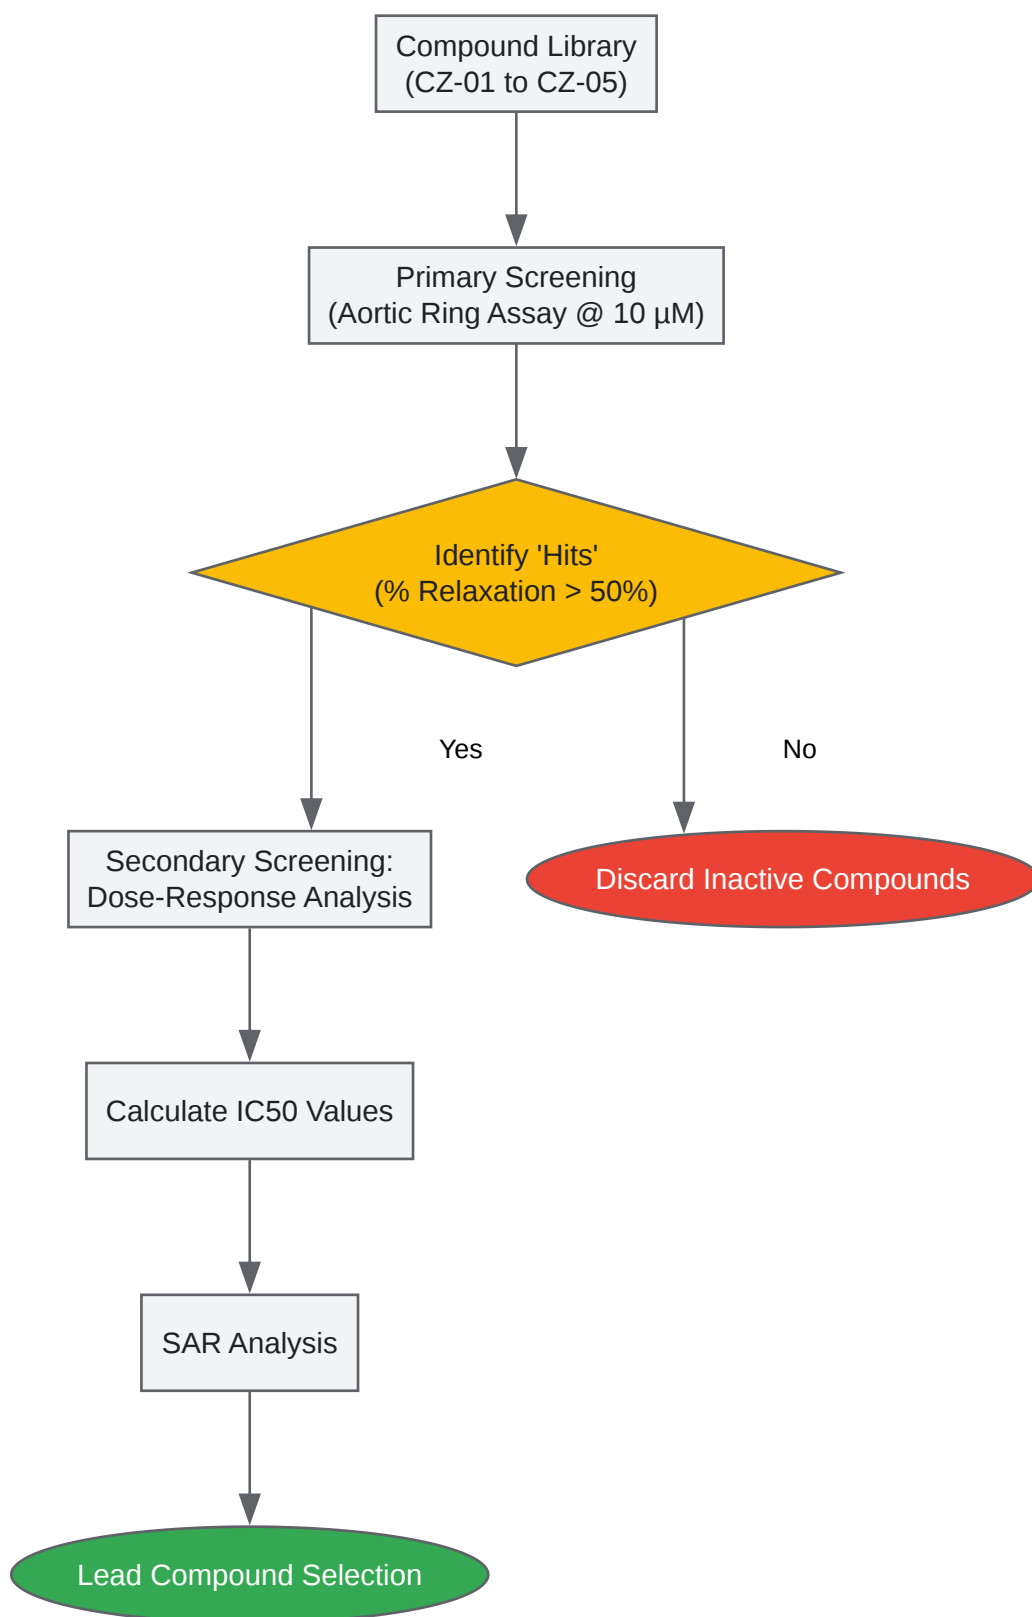 Compound Library
(CZ-01 to CZ-05)
Primary Screening
(Aortic Ring Assay @ 10 µM)
Identify 'Hits'
(% Relaxation > 50%)
Yes
No
Secondary Screening:
Dose-Response Analysis
Discard Inactive Compounds
Calculate IC50 Values
SAR Analysis
Lead Compound Selection